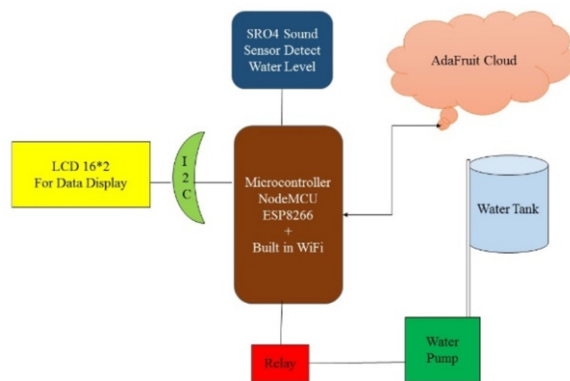 SRO4 Sound
Sensor Detect
Water Level
AdaFruit Cloud
LCD 16*2
For Data Display
I
2
C
Microcontroller
NodeMCU
ESP8266
+
Built in WiFi
Water Tank
Relay
Water
Pump